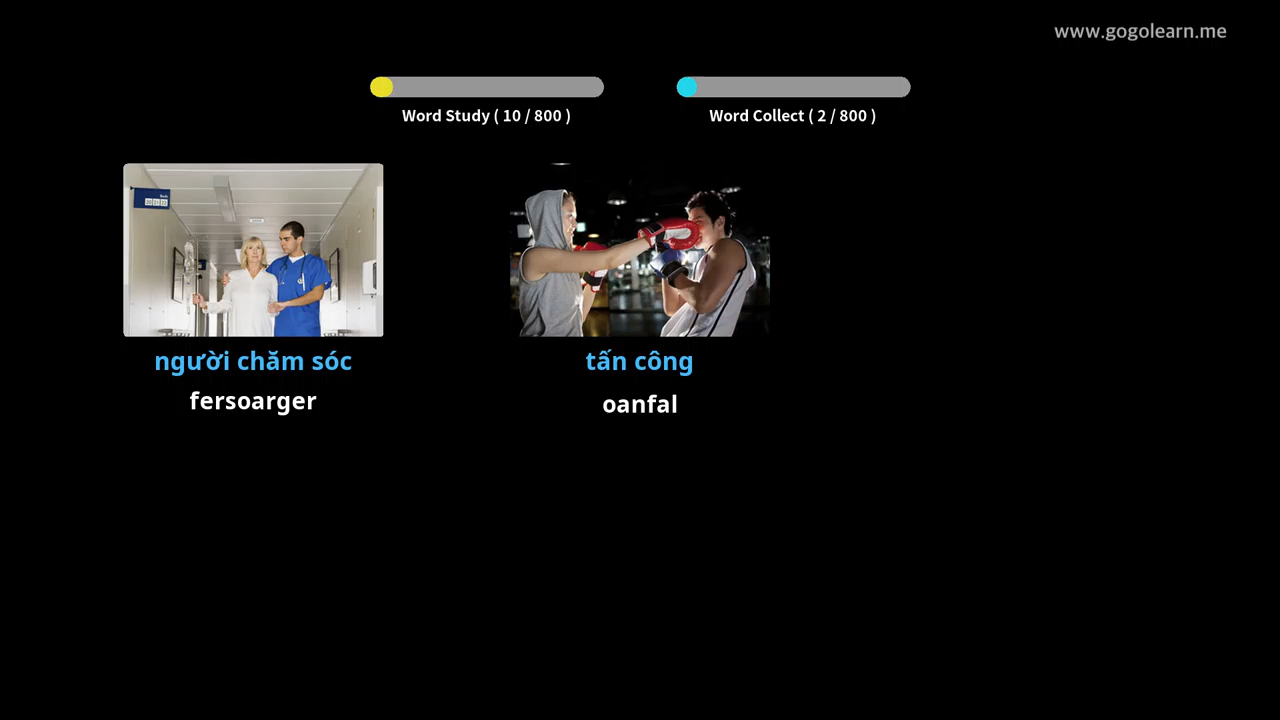 www.gogolearn.me
Word Study ( 10 / 800 )
Word Collect ( 2 / 800 )
người chăm sóc
fersoarger
tấn công
oanfal